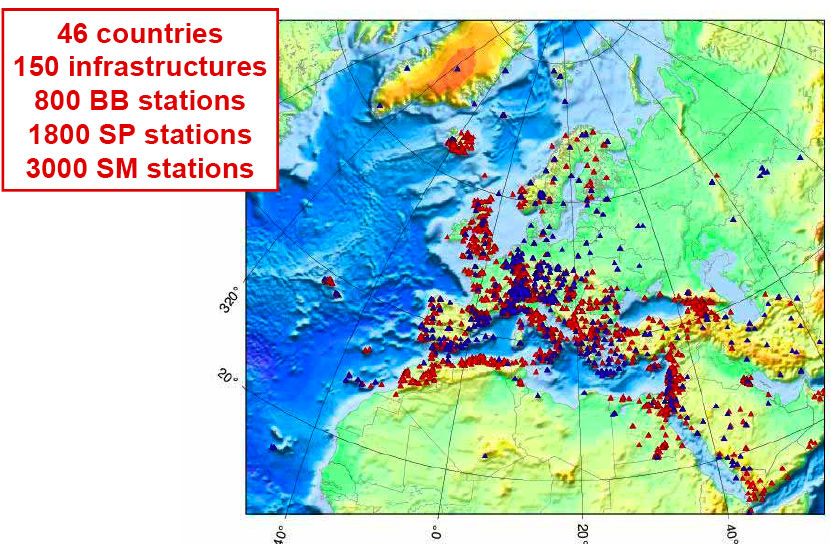 46 countries
150 infrastructures
800 BB stations
1800 SP stations
3000 SM stations
320°
20°
40°
0°
20°
40°